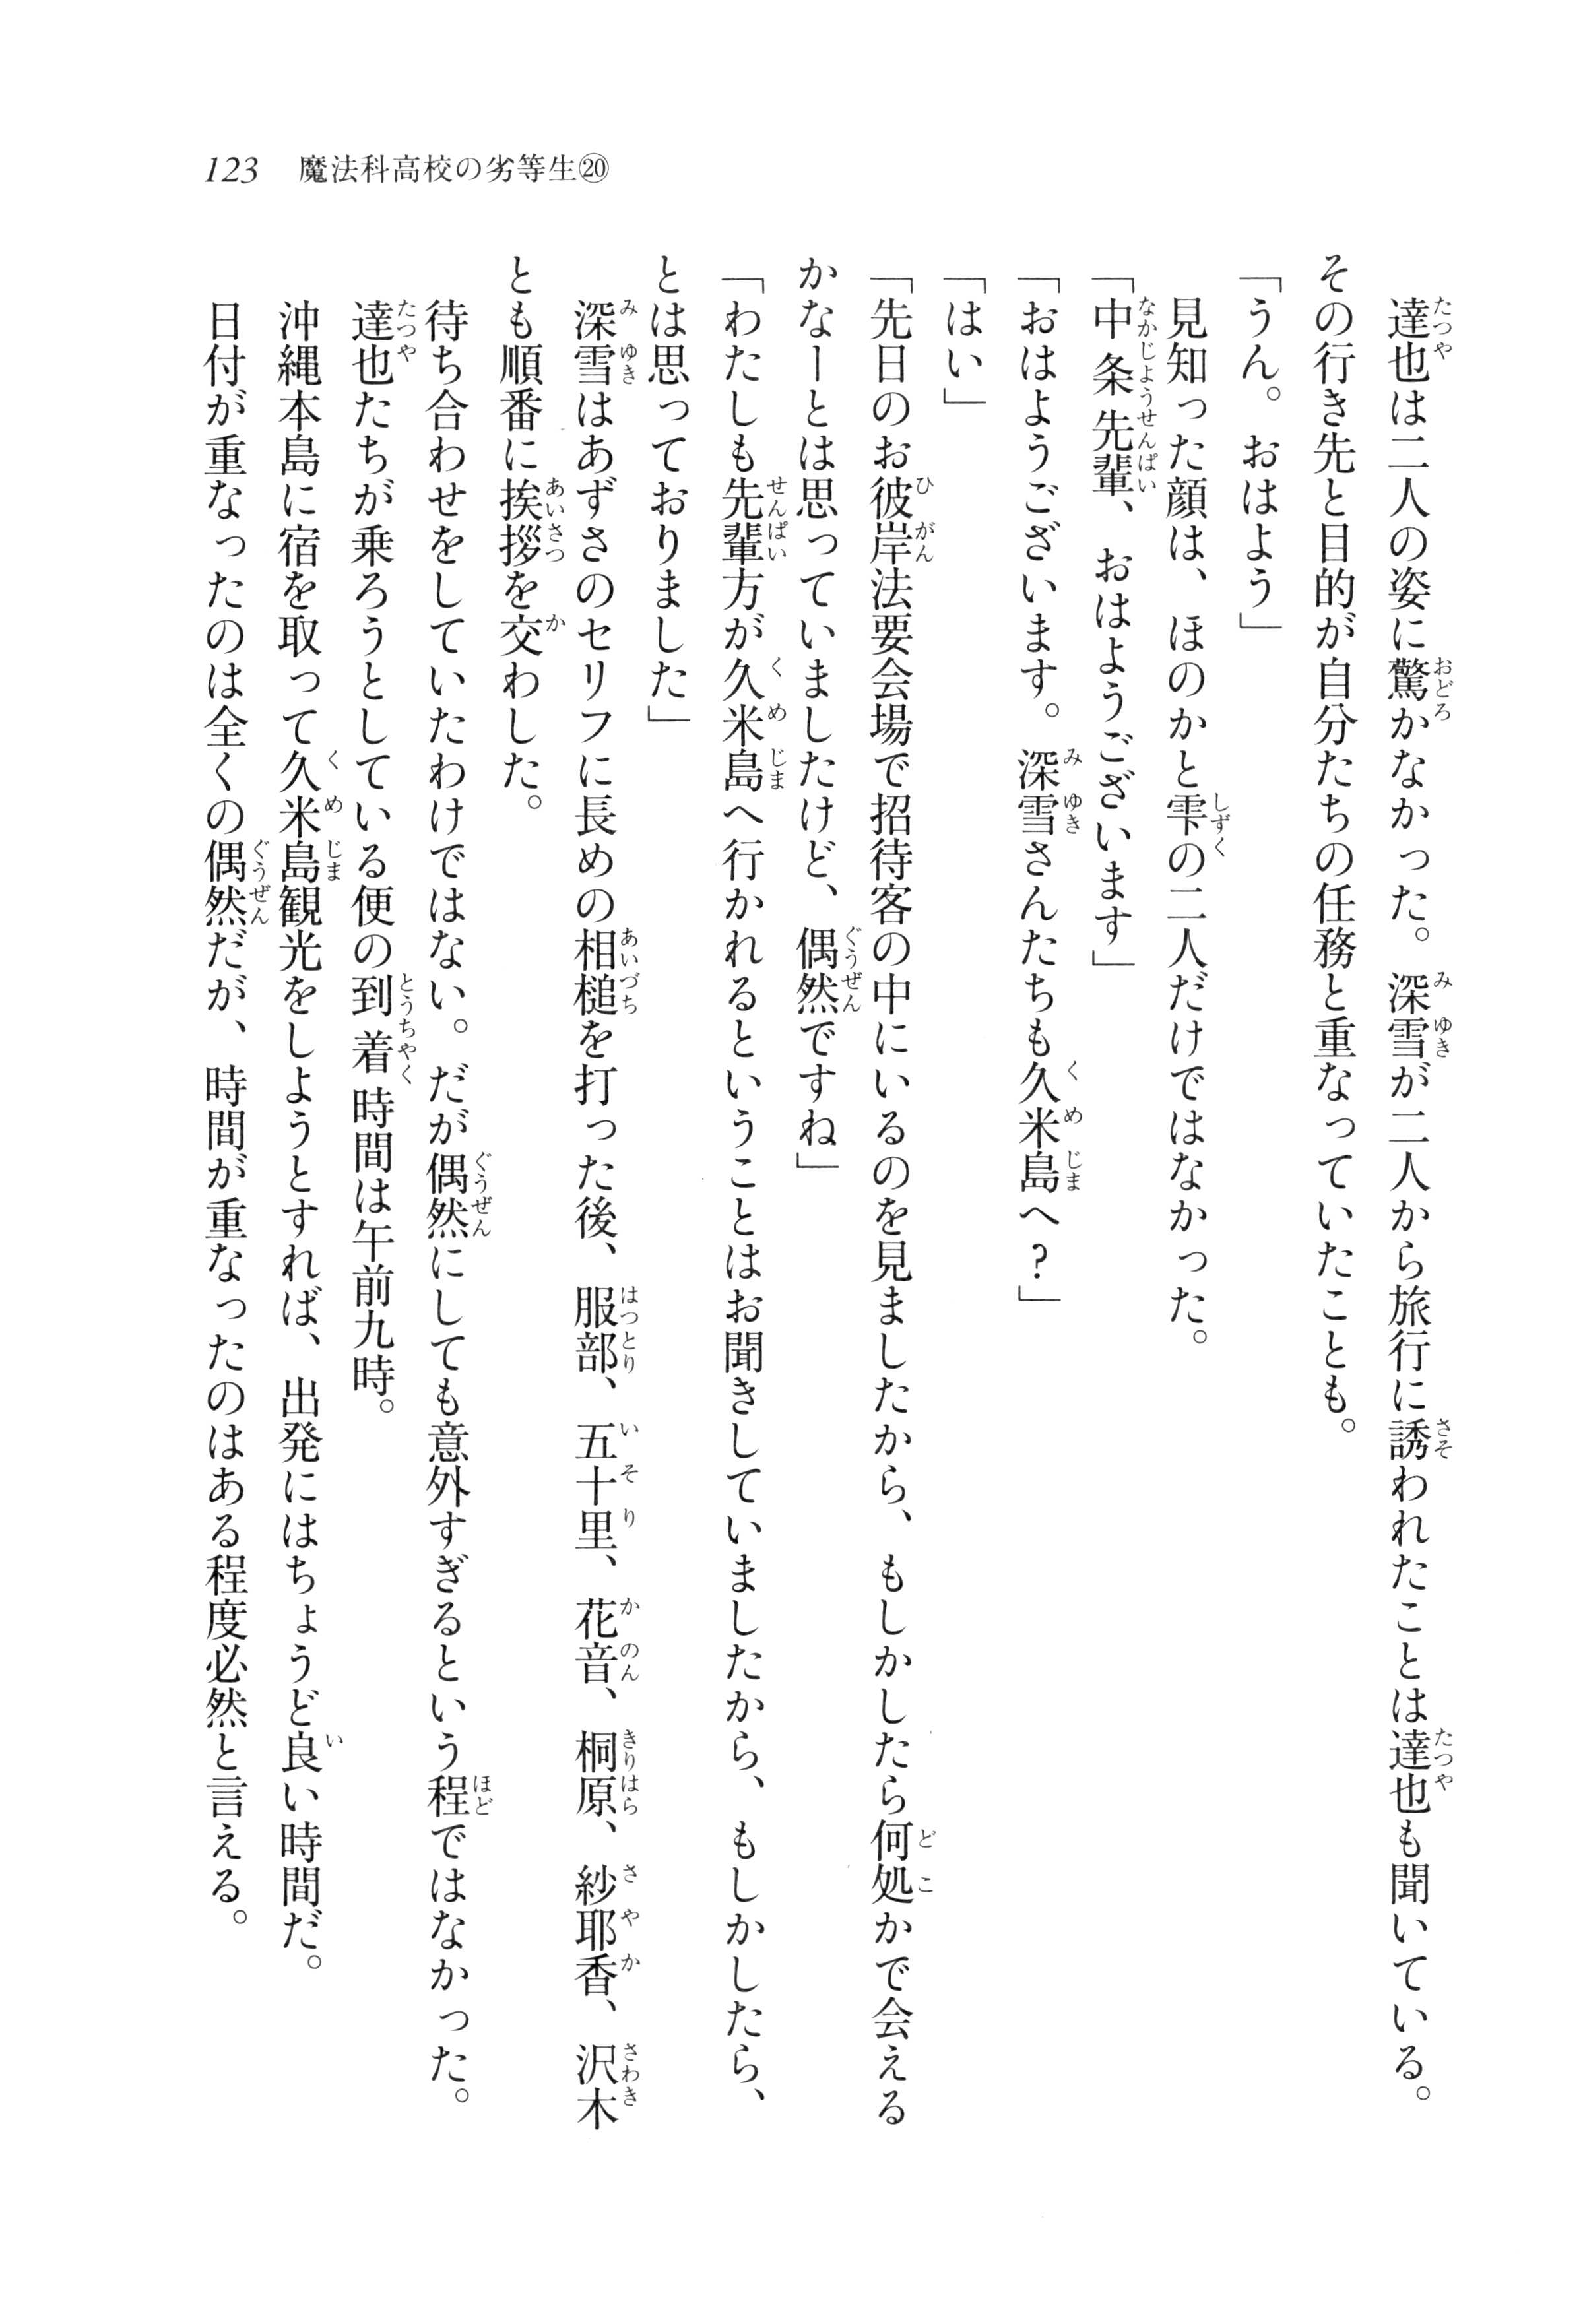 123　魔法科高校の劣等生⑳
　達也は二人の姿に驚かなかった。深雪が二人から旅行に誘われたことは達也も聞いている。
その行き先と目的が自分たちの任務と重なっていたことも。
「うん。おはよう」
　見知った顔は、ほのかと雫の二人だけではなかった。
「中条先輩、おはようございます」
「おはようございます。深雪さんたちも久米島へ？」
「はい」
「先日のお彼岸法要会場で招待客の中にいるのを見ましたから、もしかしたら何処かで会える
かなーとは思っていましたけど、偶然ですね」
「わたしも先輩方が久米島へ行かれるということはお聞きしていましたから、もしかしたら、
とは思っておりました」
　深雪はあずさのセリフに長めの相槌を打った後、服部、五十里、花音、桐原、紗耶香、沢木
とも順番に挨拶を交わした。
　待ち合わせをしていたわけではない。だが偶然にしても意外すぎるという程ではなかった。
　達也たちが乗ろうとしている便の到着時間は午前九時。
　沖縄本島に宿を取って久米島観光をしようとすれば、出発にはちょうど良い時間だ。
　日付が重なったのは全くの偶然だが、時間が重なったのはある程度必然と言える。